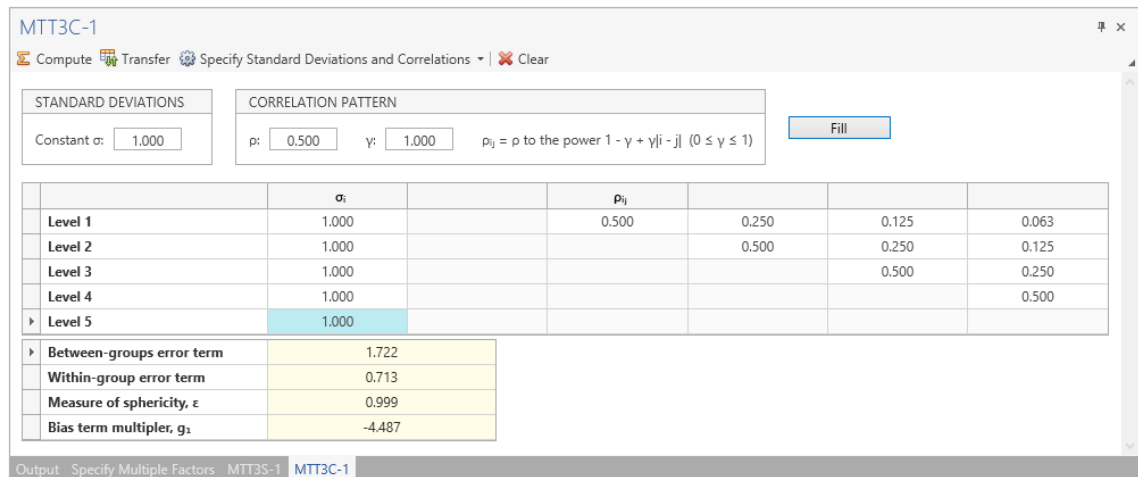 MTT3C-1
Compute Transfer Specify Standard Deviations and Correlations Clear
STANDARD DEVIATIONS
Constant σ: 1.000
CORRELATION PATTERN
ρ: 0.500 γ: 1.000 ρij = ρ to the power 1 - γ + γ|i - j| (0 ≤ γ ≤ 1)
Fill
σi ρij
Level 1 1.000 0.500 0.250 0.125 0.063
Level 2 1.000 0.500 0.250 0.125
Level 3 1.000 0.500 0.250
Level 4 1.000 0.500
Level 5 1.000
Between-groups error term 1.722
Within-group error term 0.713
Measure of sphericity, ε 0.999
Bias term multipler, g₁ -4.487
Output Specify Multiple Factors MTT3S-1 MTT3C-1